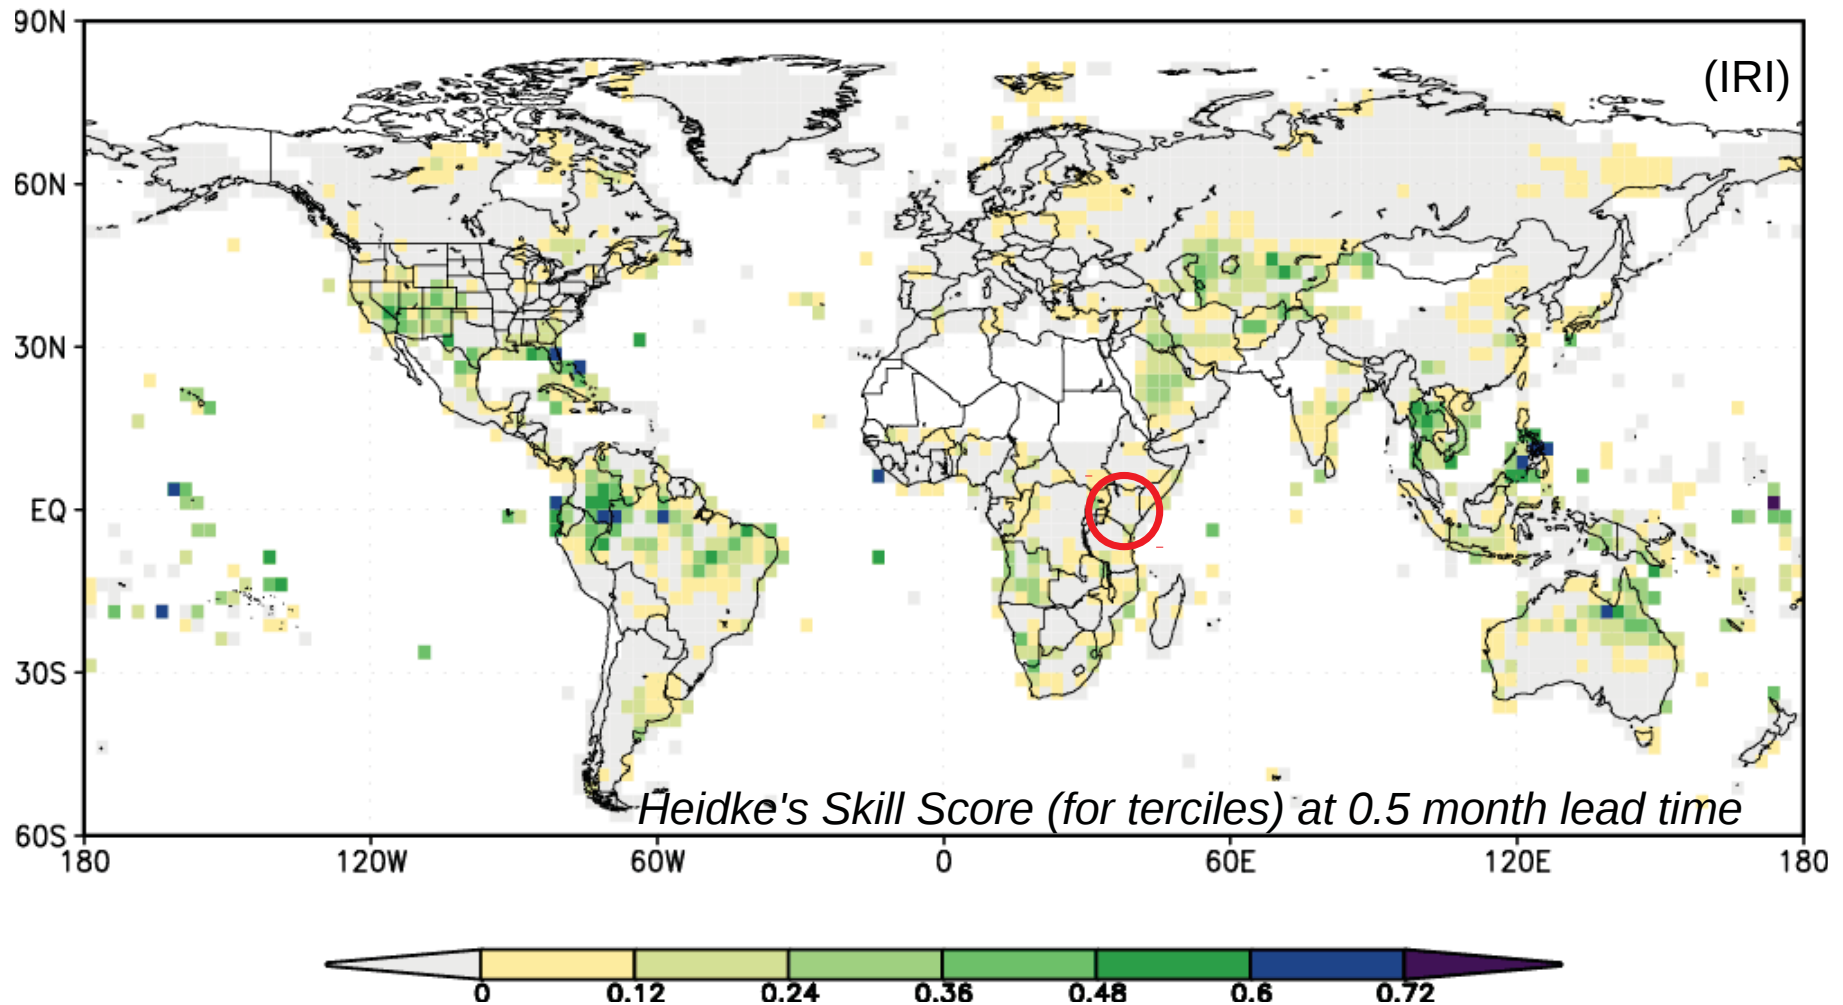 90N
(IRI)
60N
30N
EQ
30S
Heidke's Skill Score (for terciles) at 0.5 month lead time
60S
180 120W 60W 0 60E 120E 180
0 0.12 0.24 0.36 0.48 0.6 0.72